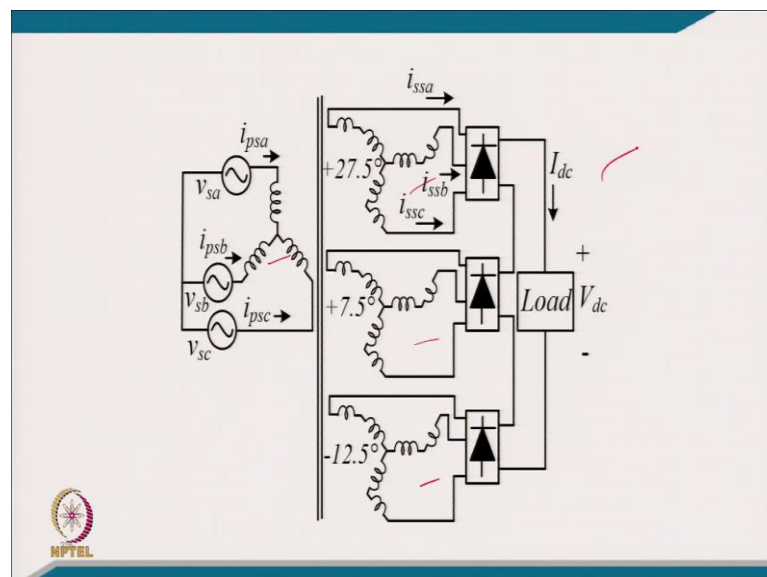 i_ssa
i_psa
v_sa
+27.5°
i_ssb
i_ssc
I_dc
i_psb
v_sb
i_psc
v_sc
+7.5°
+
Load V_dc
-
-12.5°
NPTEL